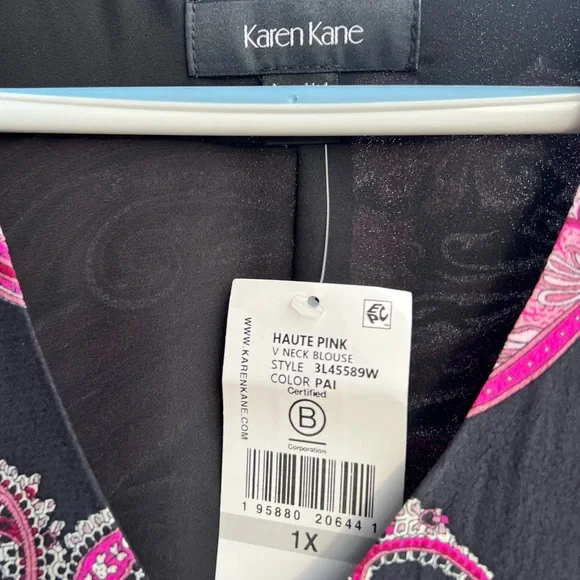 Karen Kane
WWW.KARENKANE.COM
HAUTE PINK
V NECK BLOUSE
STYLE 3L45589W
COLOR PAI
Certified
B
Corporation
1 95880 20644 1
1X